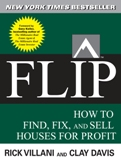 NEW YORK TIMES BESTSELLER
FLIP
HOW TO
FIND, FIX, AND SELL
HOUSES FOR PROFIT
RICK VILLANI AND CLAY DAVIS